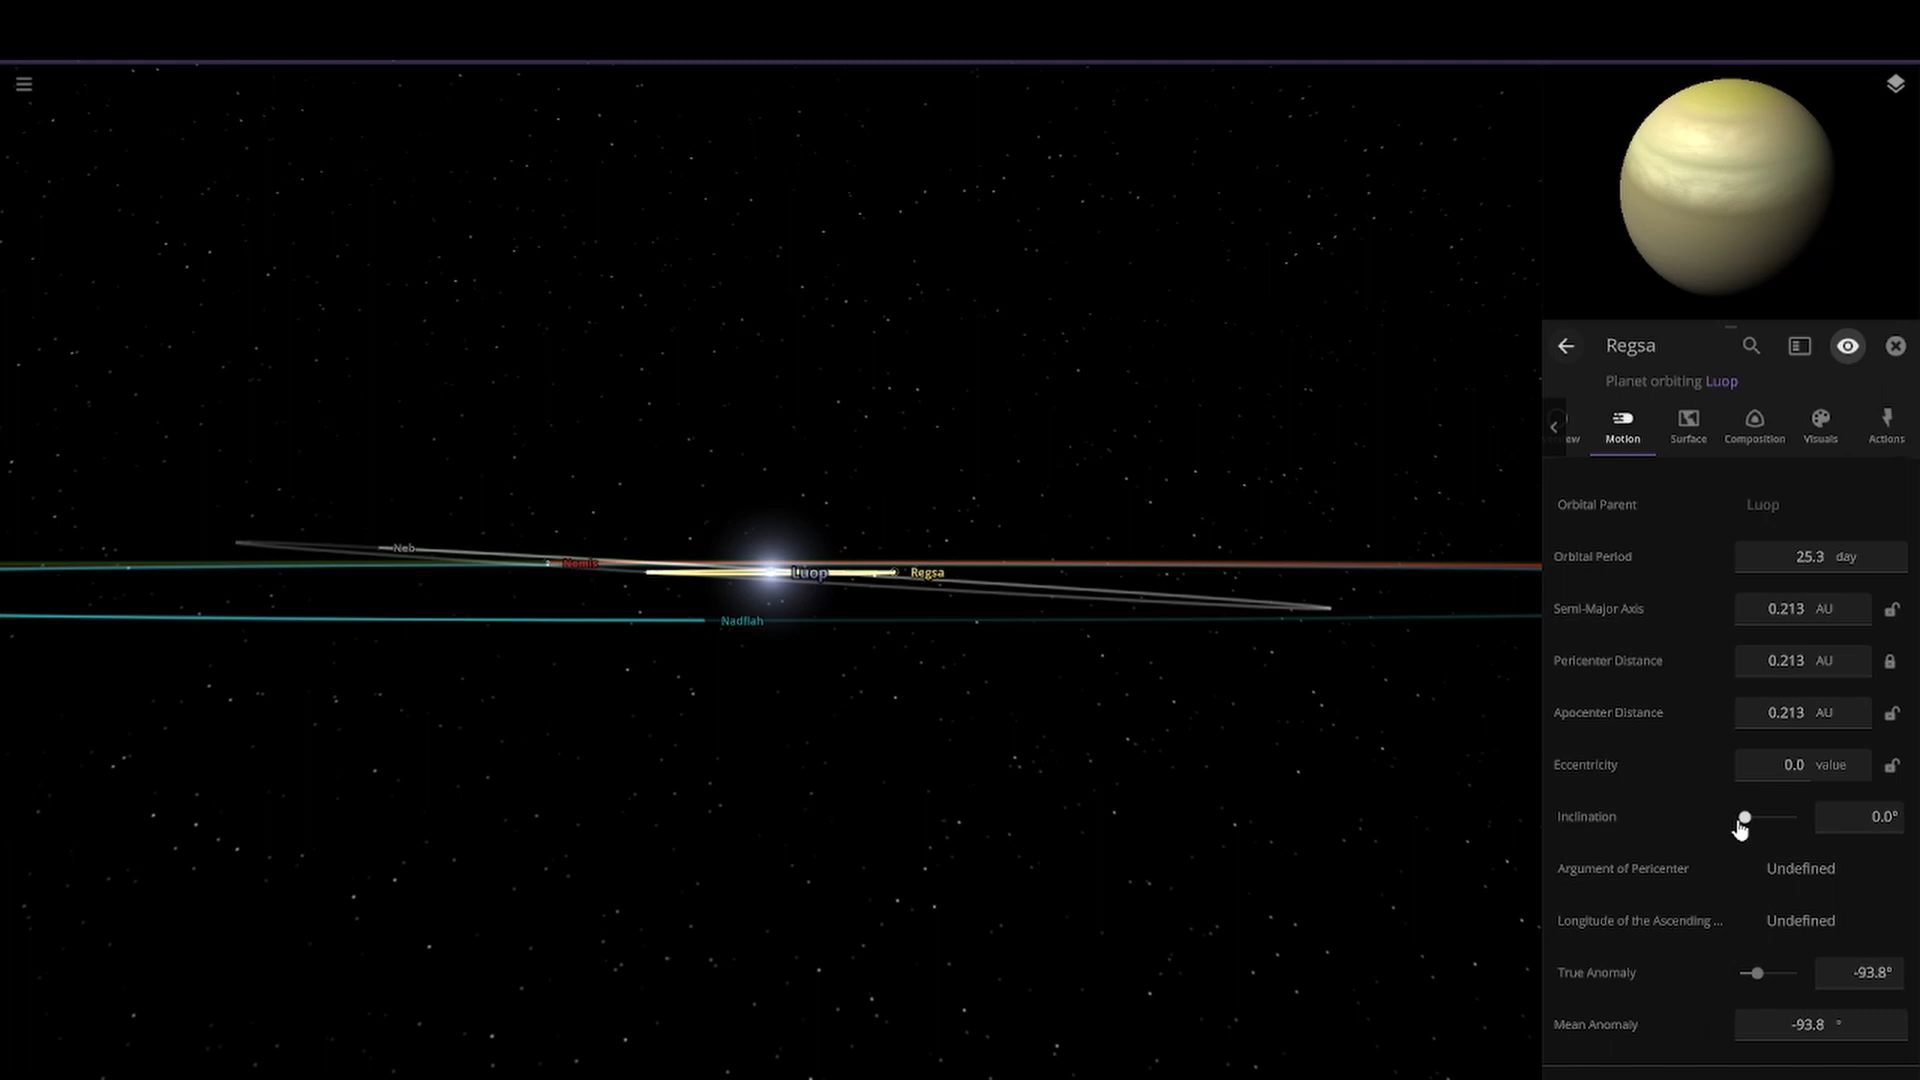 Neb
Nomis
Luop
Regsa
Nadflah
Regsa
Planet orbiting Luop
Motion
Surface
Composition
Visuals
Actions
Orbital Parent Luop
Orbital Period 25.3 day
Semi-Major Axis 0.213 AU
Pericenter Distance 0.213 AU
Apocenter Distance 0.213 AU
Eccentricity 0.0 value
Inclination 0.0°
Argument of Pericenter Undefined
Longitude of the Ascending ... Undefined
True Anomaly -93.8°
Mean Anomaly -93.8 °